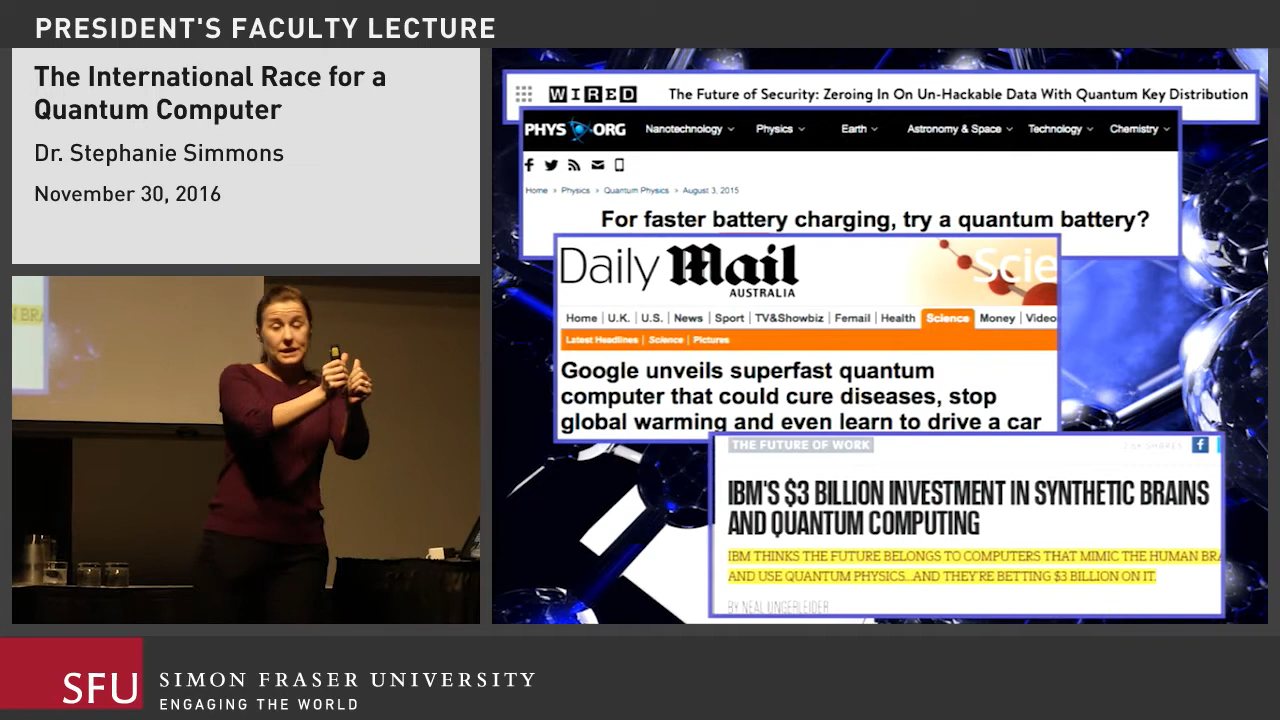 PRESIDENT'S FACULTY LECTURE
The International Race for a
Quantum Computer
Dr. Stephanie Simmons
November 30, 2016
WIRED The Future of Security: Zeroing In On Un-Hackable Data With Quantum Key Distribution
PHYS ORG Nanotechnology Physics Earth Astronomy & Space Technology Chemistry
Home > Physics > Quantum Physics > August 3, 2015
For faster battery charging, try a quantum battery?
Daily Mail
AUSTRALIA
Scie
Home | U.K. | U.S. | News | Sport | TV&Showbiz | Femail | Health | Science | Money | Video
Latest Headlines | Science | Pictures
Google unveils superfast quantum
computer that could cure diseases, stop
global warming and even learn to drive a car
THE FUTURE OF WORK
IBM'S $3 BILLION INVESTMENT IN SYNTHETIC BRAINS
AND QUANTUM COMPUTING
IBM THINKS THE FUTURE BELONGS TO COMPUTERS THAT MIMIC THE HUMAN BRA
AND USE QUANTUM PHYSICS...AND THEY'RE BETTING $3 BILLION ON IT.
BY NEAL UNGERLEIDER
N BRA
SFU SIMON FRASER UNIVERSITY
ENGAGING THE WORLD